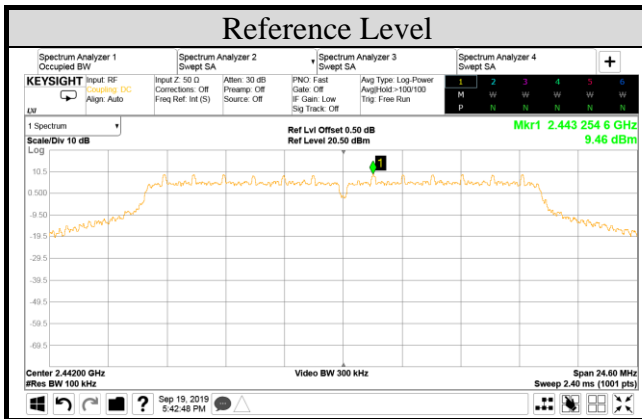 Reference Level
Spectrum Analyzer 1
Occupied BW
Spectrum Analyzer 2
Swept SA
Spectrum Analyzer 3
Swept SA
Spectrum Analyzer 4
Swept SA
KEYSIGHT
Input: RF
Coupling: DC
Align: Auto
Input Z: 50 Ω
Corrections: Off
Freq Ref: Int (S)
Atten: 30 dB
Preamp: Off
Source: Off
PNO: Fast
Gate: Off
IF Gain: Low
Sig Track: Off
Avg Type: Log-Power
Avg|Hold:>100/100
Trig: Free Run
1 2 3 4 5 6
M W W W W W
P N N N N N
LXI
1 Spectrum
Scale/Div 10 dB
Ref Lvl Offset 0.50 dB
Ref Level 20.50 dBm
Mkr1 2.443 254 6 GHz
9.46 dBm
Log
1
10.5
0.500
-9.50
-19.5
-29.5
-39.5
-49.5
-59.5
-69.5
Center 2.44200 GHz
#Res BW 100 kHz
Video BW 300 kHz
Span 24.60 MHz
Sweep 2.40 ms (1001 pts)
?
Sep 19, 2019
5:42:48 PM